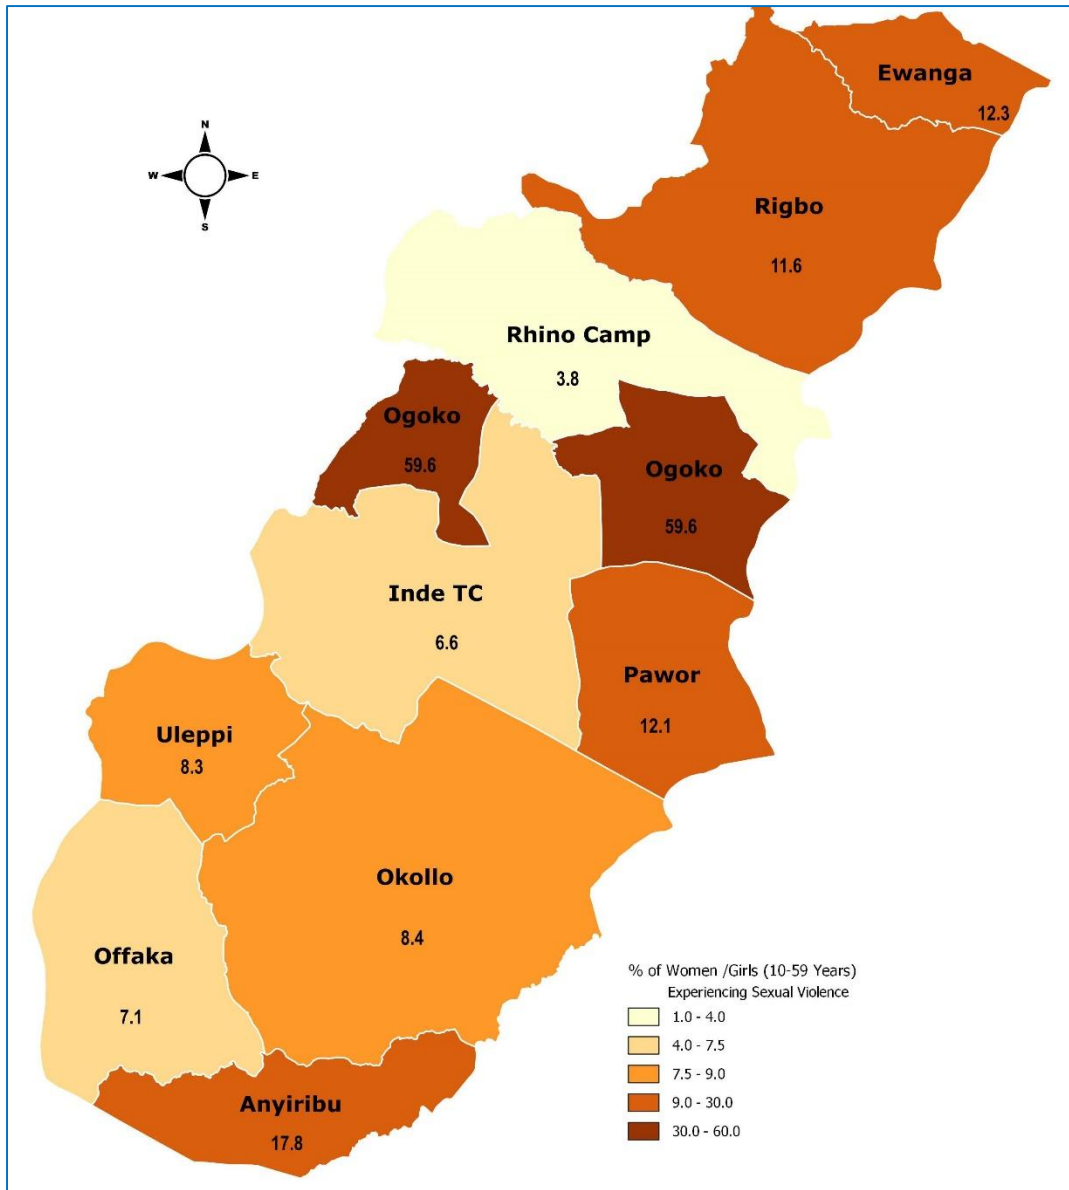 Ewanga
12.3
N
W E
S
Rigbo
11.6
Rhino Camp
3.8
Ogoko
59.6
Ogoko
59.6
Inde TC
6.6
Pawor
12.1
Uleppi
8.3
Okollo
8.4
Offaka
7.1
Anyiribu
17.8
% of Women /Girls (10-59 Years)
Experiencing Sexual Violence
1.0 - 4.0
4.0 - 7.5
7.5 - 9.0
9.0 - 30.0
30.0 - 60.0